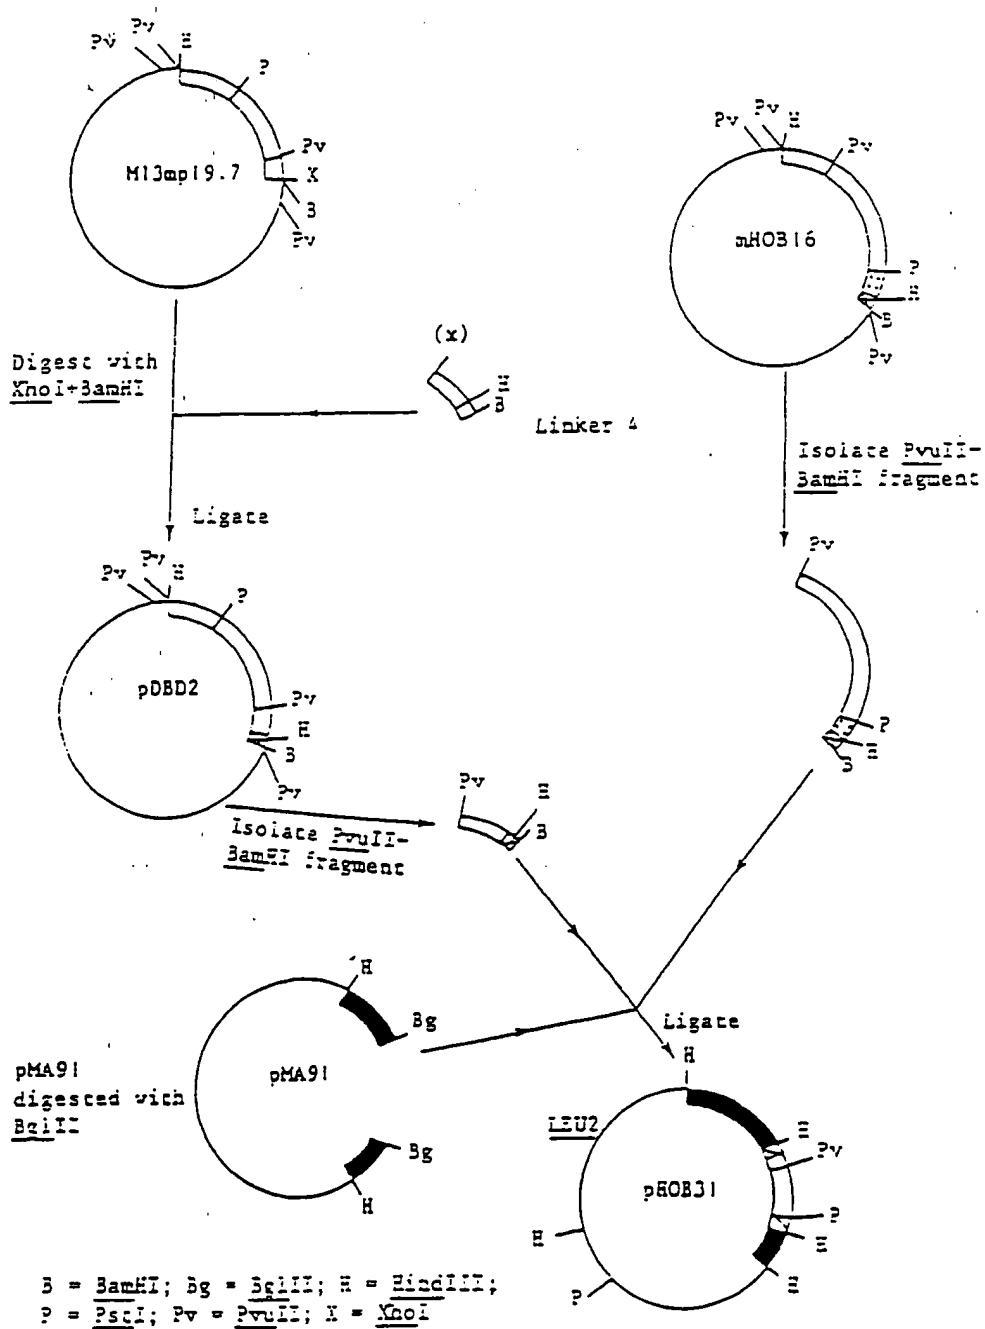 Pv Pv H
P
Pv
X
B
Pv
M13mp19.7
Pv Pv H
Pv
mHOB16
P
H
B
Pv
Digest with
XhoI+BamHI
(x)
H
B
Linker 4
Isolate PvuII-
BamHI fragment
Ligate
Pv Pv H
P
pDBD2
Pv
H
B
Pv
Pv
P
H
B
Isolate PvuII-
BamHI fragment
Pv
H
B
H
Bg
pMA91
digested with
BglII
pMA91
Bg
H
Ligate
H
LEU2
H
Pv
pHOB31
P
H
H
P
H
B = BamHI; Bg = BglII; H = HindIII;
P = PstI; Pv = PvuII; X = XhoI